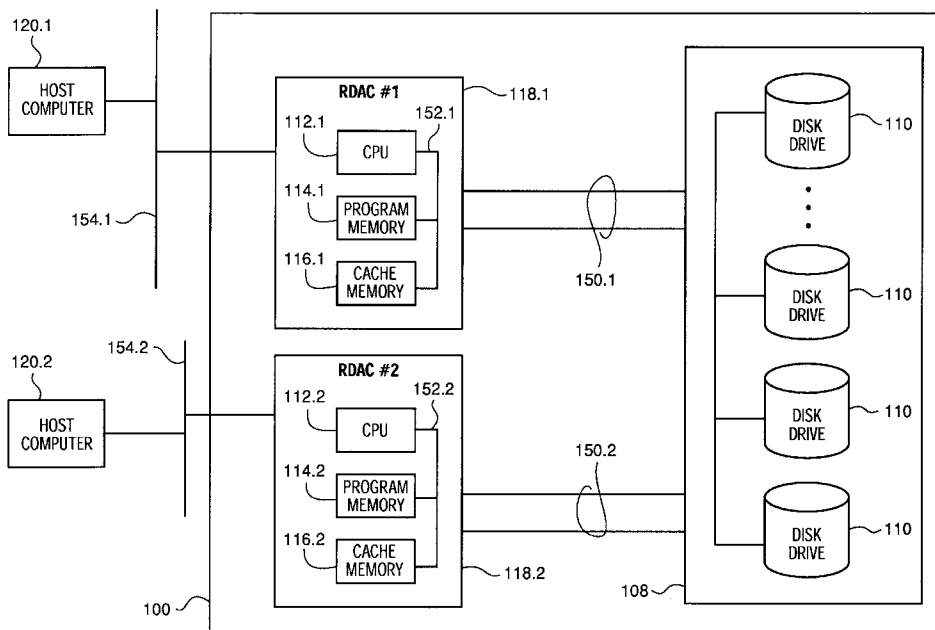 120.1
HOST
COMPUTER
154.1
RDAC #1
118.1
112.1
CPU
152.1
114.1
PROGRAM
MEMORY
116.1
CACHE
MEMORY
150.1
DISK
DRIVE
110
DISK
DRIVE
110
120.2
HOST
COMPUTER
154.2
RDAC #2
112.2
CPU
152.2
114.2
PROGRAM
MEMORY
116.2
CACHE
MEMORY
118.2
150.2
DISK
DRIVE
110
DISK
DRIVE
110
100
108